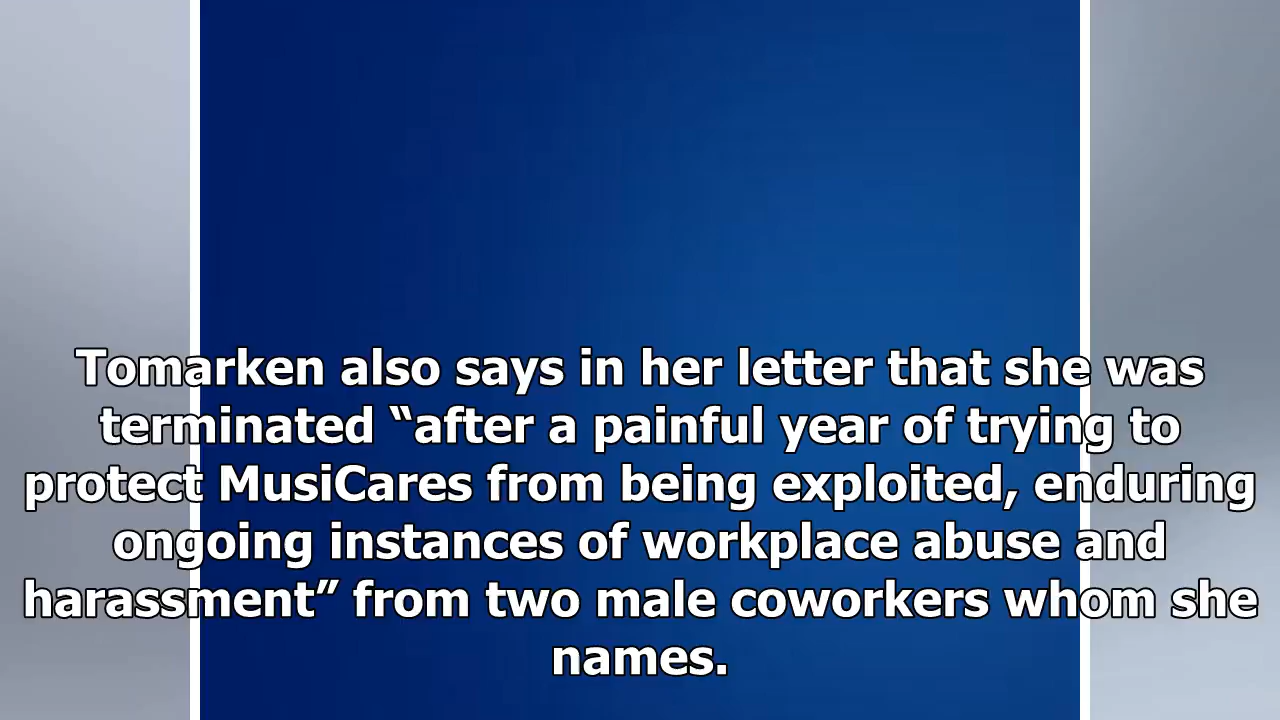 Tomarken also says in her letter that she was
terminated “after a painful year of trying to
protect MusiCares from being exploited, enduring
ongoing instances of workplace abuse and
harassment” from two male coworkers whom she
names.